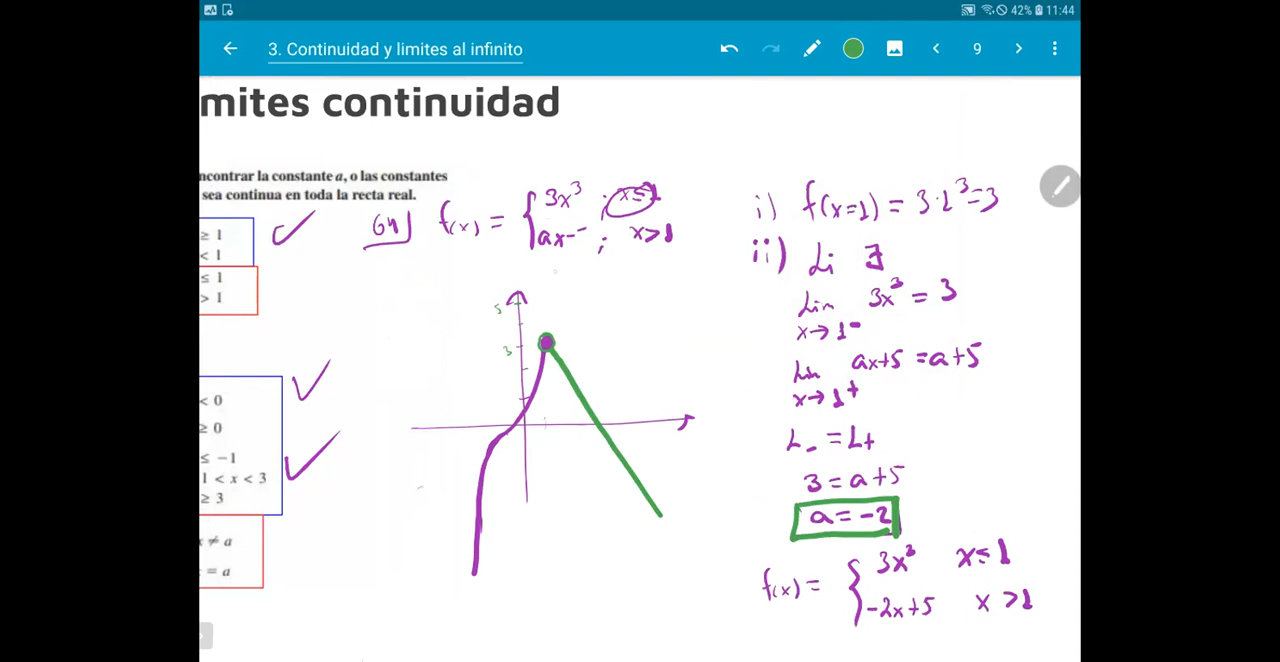 42% 11:44
3. Continuidad y limites al infinito
9
mites continuidad
ncontrar la constante a, o las constantes
sea continua en toda la recta real.
≥ 1
< 1
≤ 1
> 1
< 0
≥ 0
≤ −1
1 < x < 3
≥ 3
≠ a
= a
64) f(x) = { 3x³ ; x≤1
ax- ; x>1
5
3
i) f(x=1) = 3·1³=3
ii) Li ∃
Lim 3x³ = 3
x→1-
Lim ax+5 = a+5
x→1+
L- = L+
3 = a+5
a = -2
f(x) = { 3x³ x≤1
-2x+5 x>1